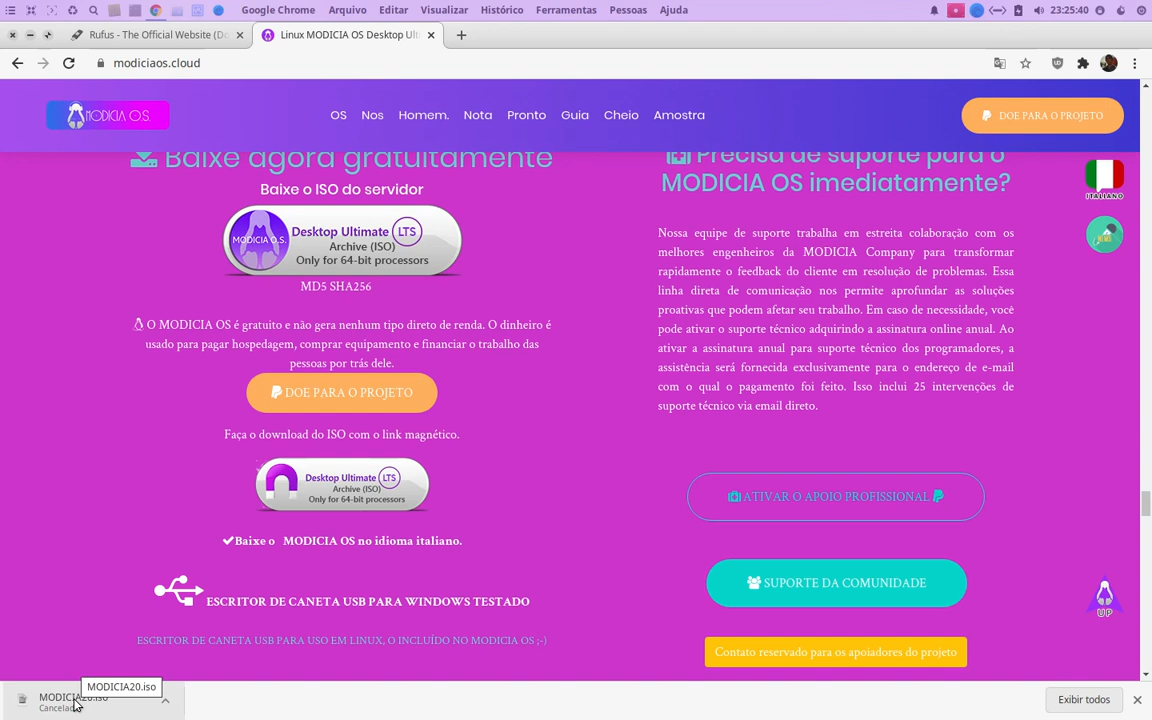 Google Chrome Arquivo Editar Visualizar Histórico Ferramentas Pessoas Ajuda 23:25:40
Rufus - The Official Website (Do
Linux MODICIA OS Desktop Ult
modiciaos.cloud
MODICIA O.S.
OS Nos Homem. Nota Pronto Guia Cheio Amostra
DOE PARA O PROJETO
Baixe agora gratuitamente
Baixe o ISO do servidor
MODICIA O.S.
Desktop Ultimate LTS
Archive (ISO)
Only for 64-bit processors
MD5 SHA256
O MODICIA OS é gratuito e não gera nenhum tipo direto de renda. O dinheiro é
usado para pagar hospedagem, comprar equipamento e financiar o trabalho das
pessoas por trás dele.
DOE PARA O PROJETO
Faça o download do ISO com o link magnético.
Desktop Ultimate LTS
Archive (ISO)
Only for 64-bit processors
Baixe o MODICIA OS no idioma italiano.
ESCRITOR DE CANETA USB PARA WINDOWS TESTADO
ESCRITOR DE CANETA USB PARA USO EM LINUX, O INCLUÍDO NO MODICIA OS ;-)
Precisa de suporte para o
MODICIA OS imediatamente?
Nossa equipe de suporte trabalha em estreita colaboração com os
melhores engenheiros da MODICIA Company para transformar
rapidamente o feedback do cliente em resolução de problemas. Essa
linha direta de comunicação nos permite aprofundar as soluções
proativas que podem afetar seu trabalho. Em caso de necessidade, você
pode ativar o suporte técnico adquirindo a assinatura online anual. Ao
ativar a assinatura anual para suporte técnico dos programadores, a
assistência será fornecida exclusivamente para o endereço de e-mail
com o qual o pagamento foi feito. Isso inclui 25 intervenções de
suporte técnico via email direto.
ATIVAR O APOIO PROFISSIONAL
SUPORTE DA COMUNIDADE
Contato reservado para os apoiadores do projeto
ITALIANO
UP
MODICIA20.iso
MODICIA20.iso
Exibir todos